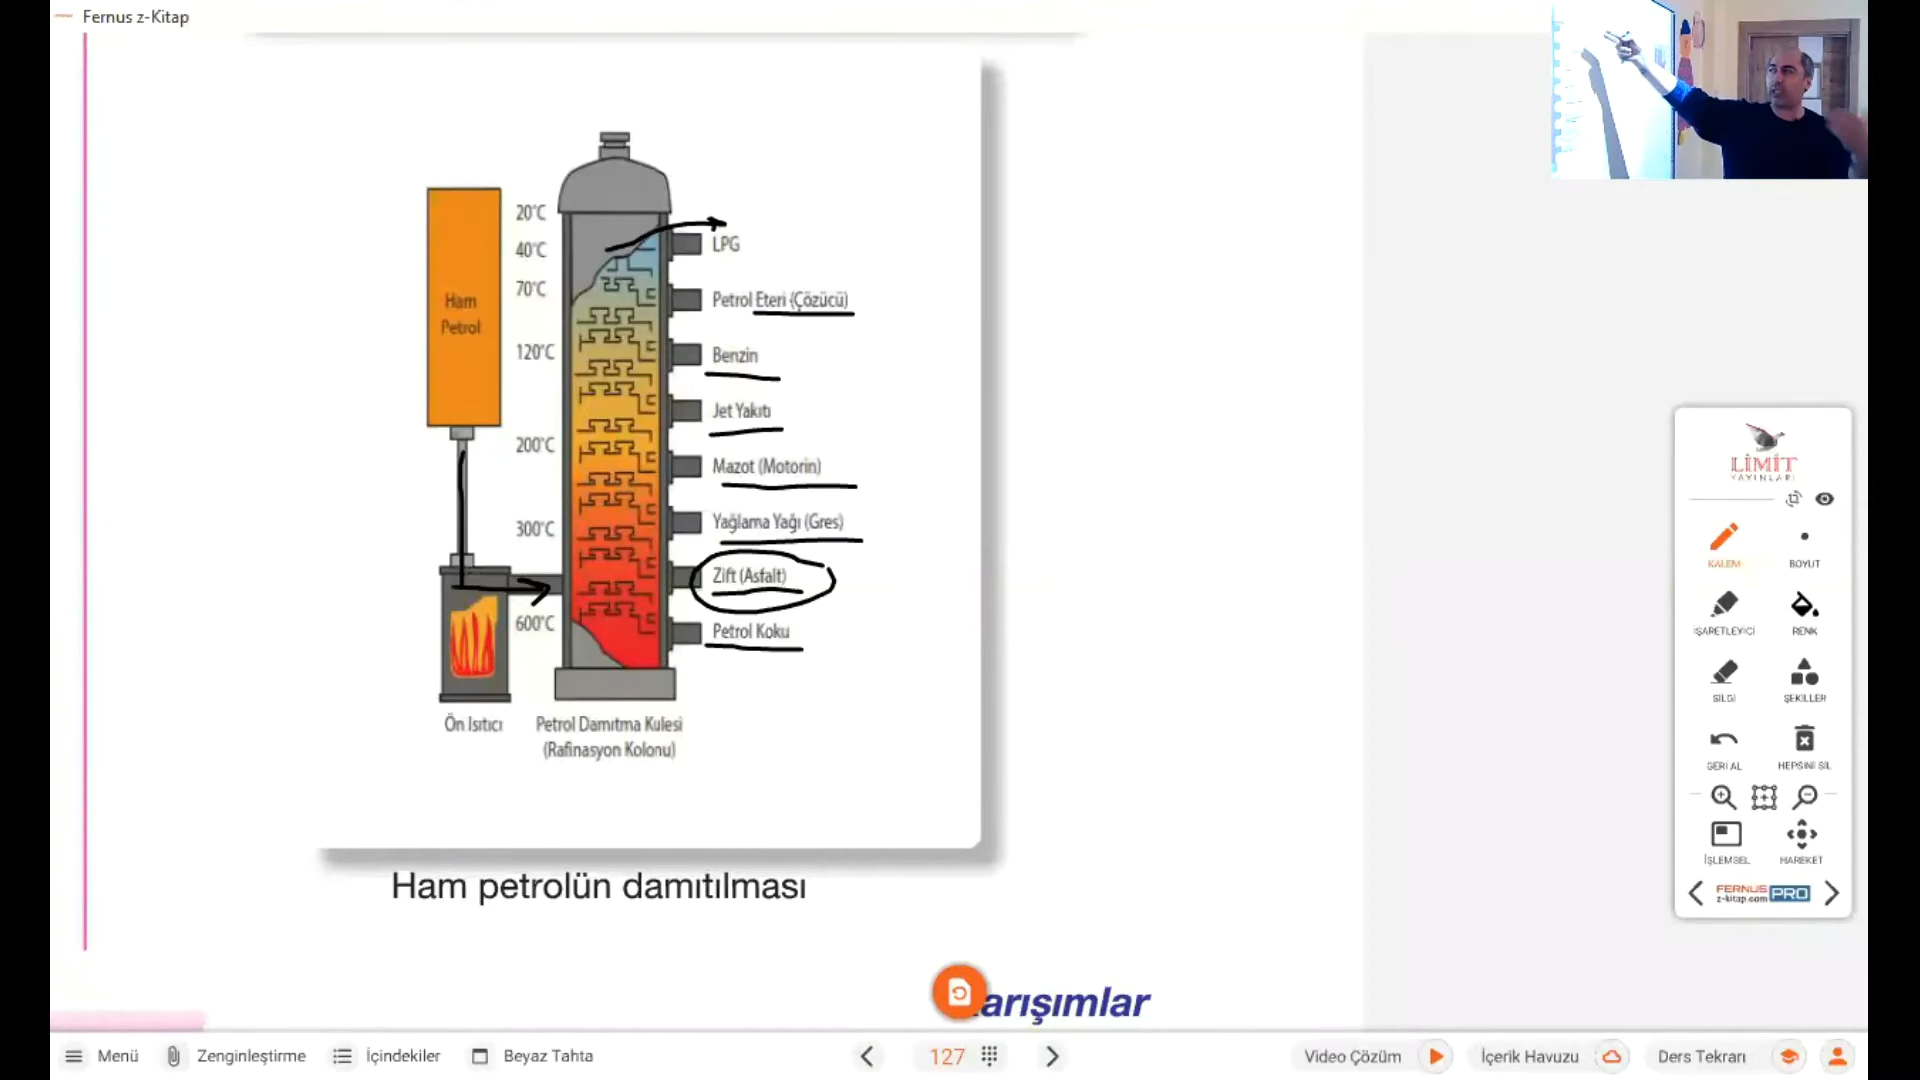 Fernus z-Kitap
20°C
40°C
70°C
120°C
200°C
300°C
600°C
Ham
Petrol
LPG
Petrol Eteri (Çözücü)
Benzin
Jet Yakıtı
Mazot (Motorin)
Yağlama Yağı (Gres)
Zift (Asfalt)
Petrol Koku
Ön Isıtıcı
Petrol Damıtma Kulesi
(Rafinasyon Kolonu)
Ham petrolün damıtılması
arışımlar
LİMİT
YAYINLARI
KALEM
BOYUT
İŞARETLEYİCİ
RENK
SİLGİ
ŞEKİLLER
GERİ AL
HEPSİNİ SİL
İŞLEMSEL
HAREKET
FERNUS
z-kitap.com PRO
Menü
Zenginleştirme
İçindekiler
Beyaz Tahta
127
Video Çözüm
İçerik Havuzu
Ders Tekrarı